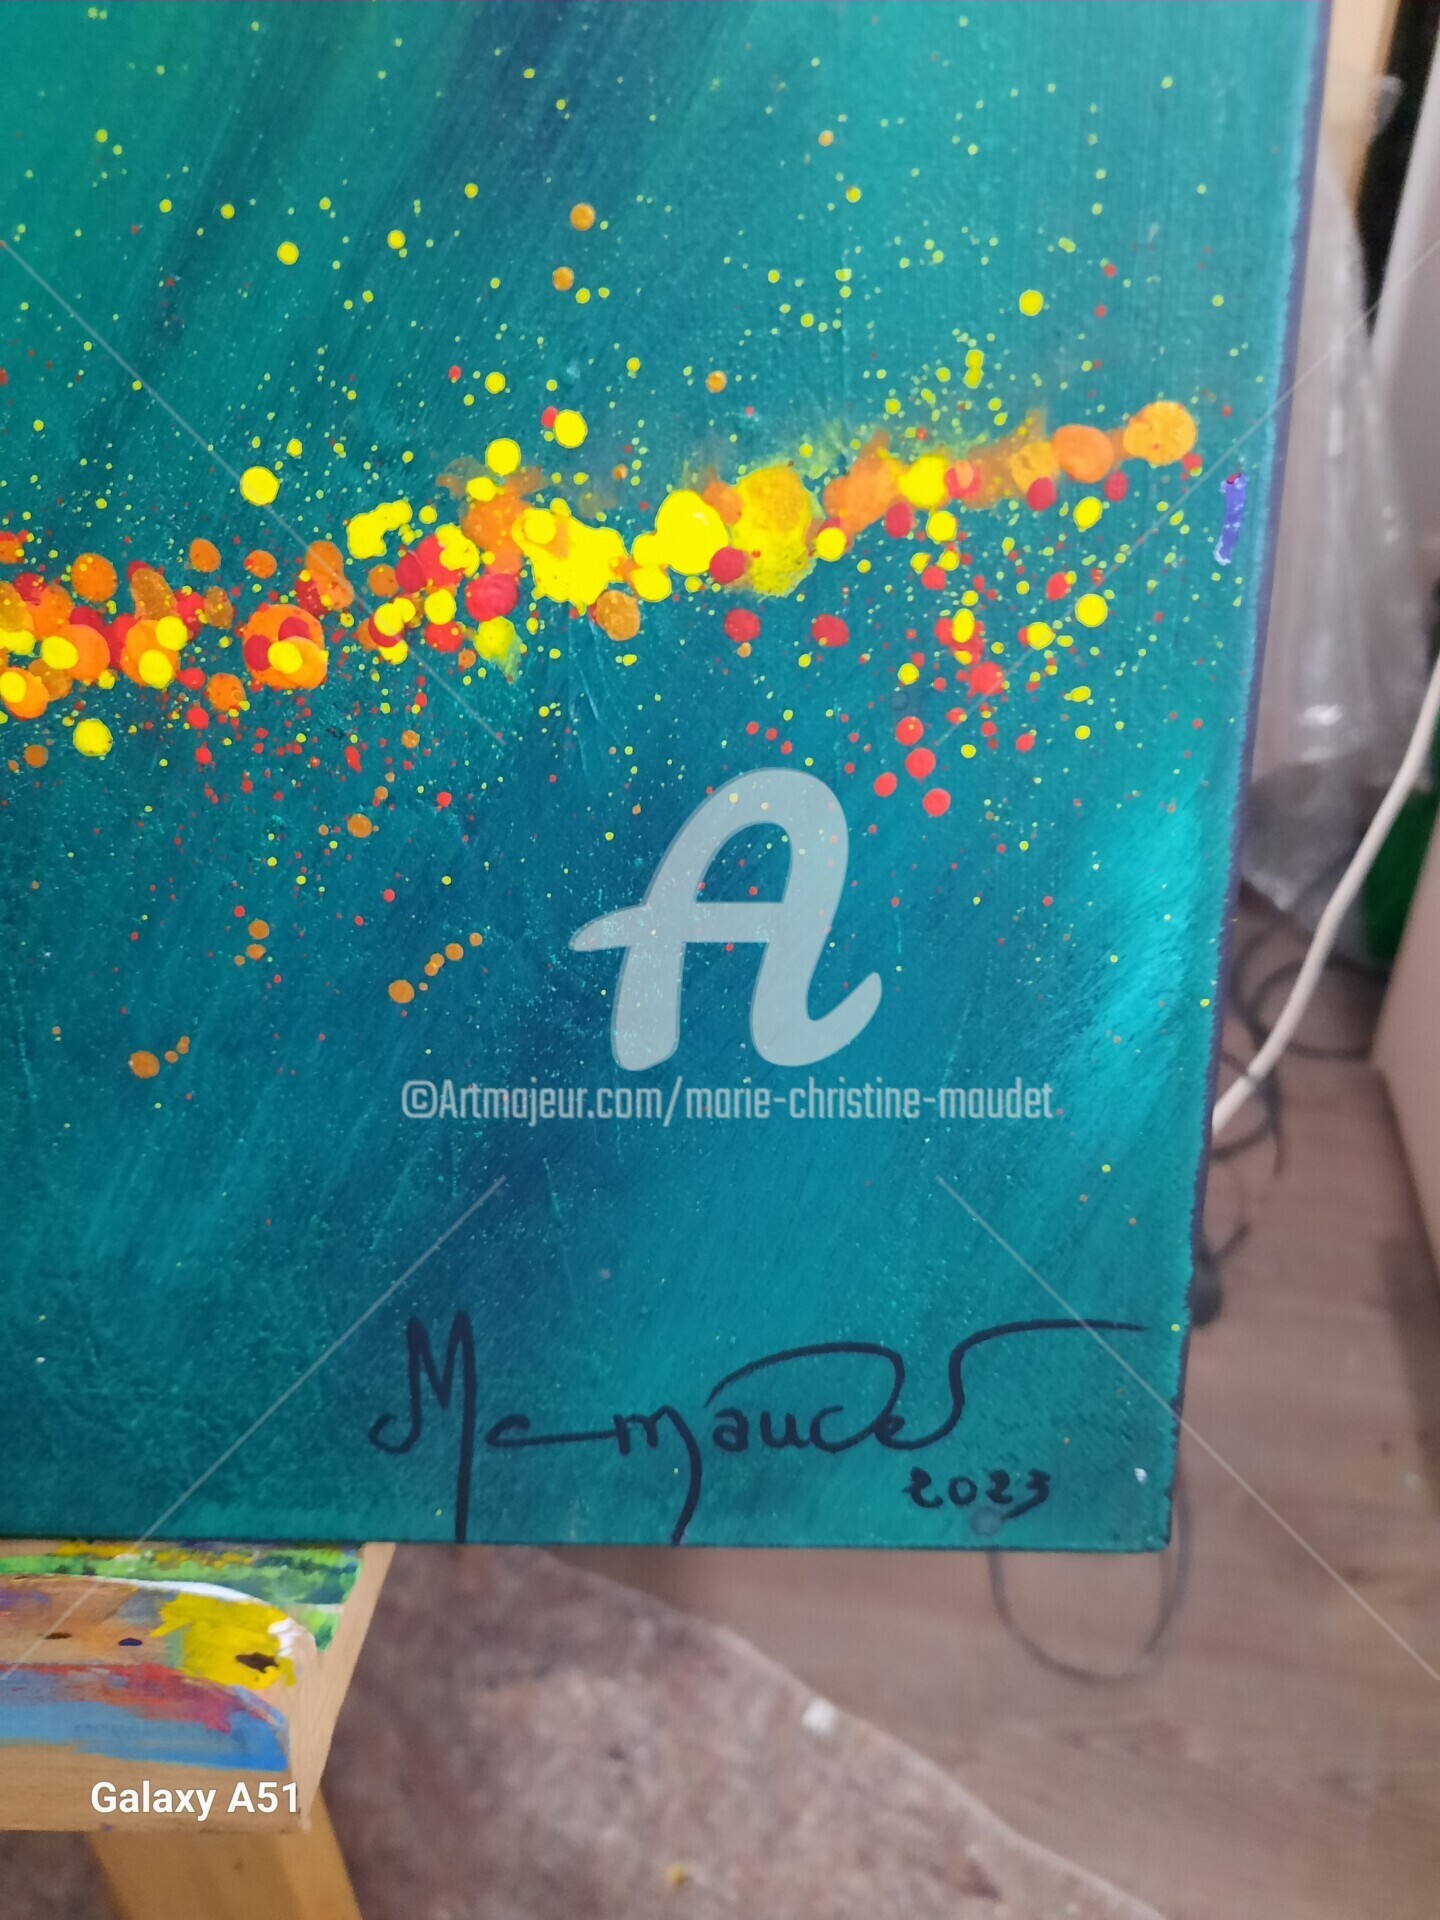 A
©Artmajeur.com/marie-christine-maudet
Mc maudet
2023
Galaxy A51